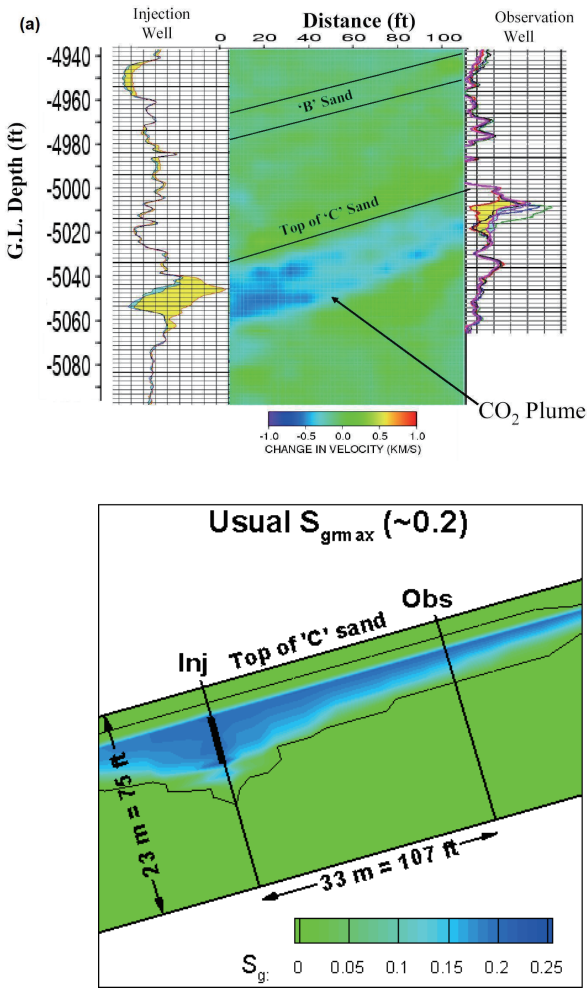 (a)
Injection
Well
Distance (ft)
Observation
Well
0 20 40 60 80 100
G.L. Depth (ft)
-4940
-4960
-4980
-5000
-5020
-5040
-5060
-5080
'B' Sand
Top of 'C' Sand
CO₂ Plume
-1.0 -0.5 0.0 0.5 1.0
CHANGE IN VELOCITY (KM/S)
Usual Sgrmax (~0.2)
Obs
Top of 'C' sand
Inj
23 m = 75 ft
33 m = 107 ft
Sg: 0 0.05 0.1 0.15 0.2 0.25